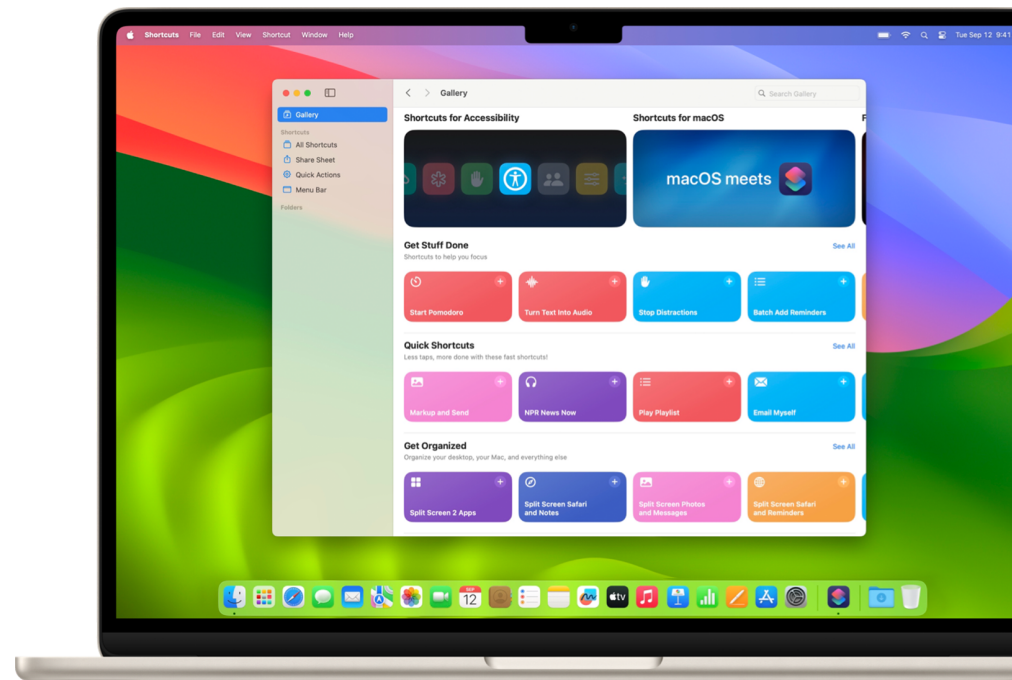 Shortcuts File Edit View Shortcut Window Help
Tue Sep 12 9:41
Gallery
Search Gallery
Gallery
Shortcuts
All Shortcuts
Share Sheet
Quick Actions
Menu Bar
Folders
Shortcuts for Accessibility
Shortcuts for macOS
F
macOS meets
Get Stuff Done
See All
Shortcuts to help you focus
Start Pomodoro
Turn Text Into Audio
Stop Distractions
Batch Add Reminders
Quick Shortcuts
See All
Less taps, more done with these fast shortcuts!
Markup and Send
NPR News Now
Play Playlist
Email Myself
Get Organized
See All
Organize your desktop, your Mac, and everything else
Split Screen 2 Apps
Split Screen Safari
and Notes
Split Screen Photos
and Messages
Split Screen Safari
and Reminders
SEP
12
tv